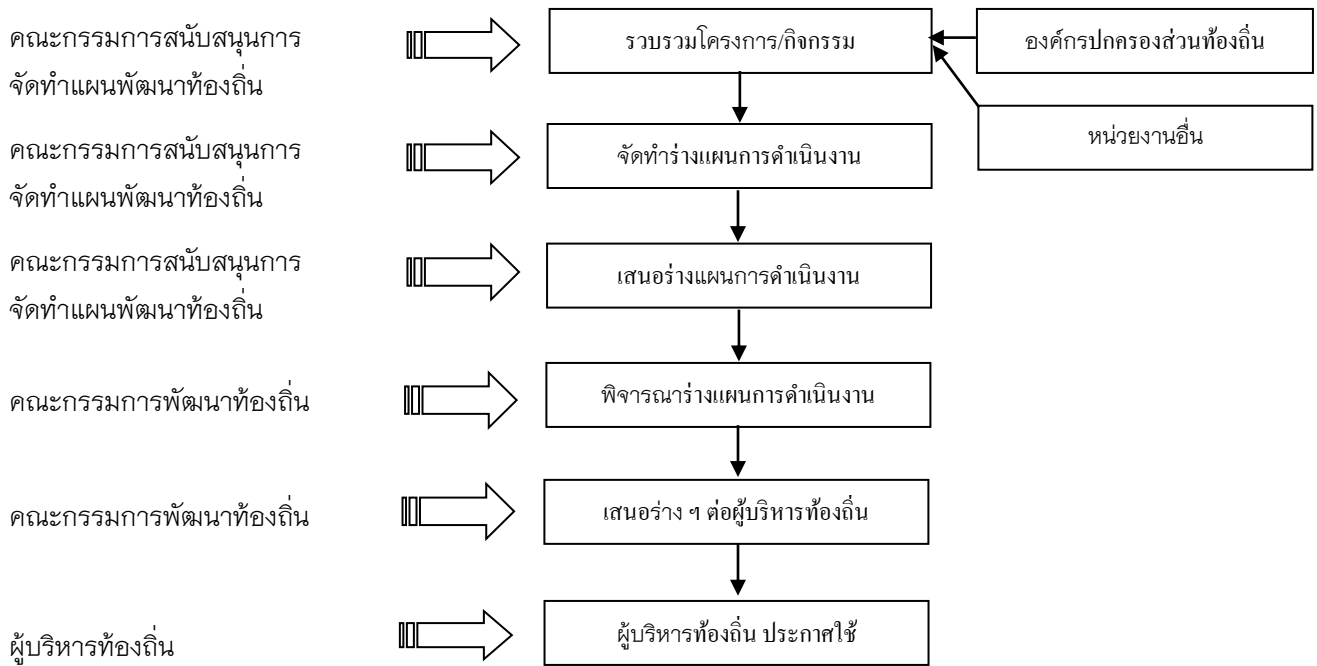 คณะกรรมการสนับสนุนการ
จัดทำแผนพัฒนาท้องถิ่น
รวบรวมโครงการ/กิจกรรม
องค์กรปกครองส่วนท้องถิ่น
หน่วยงานอื่น
คณะกรรมการสนับสนุนการ
จัดทำแผนพัฒนาท้องถิ่น
จัดทำร่างแผนการดำเนินงาน
คณะกรรมการสนับสนุนการ
จัดทำแผนพัฒนาท้องถิ่น
เสนอร่างแผนการดำเนินงาน
คณะกรรมการพัฒนาท้องถิ่น
พิจารณาร่างแผนการดำเนินงาน
คณะกรรมการพัฒนาท้องถิ่น
เสนอร่าง ฯ ต่อผู้บริหารท้องถิ่น
ผู้บริหารท้องถิ่น
ผู้บริหารท้องถิ่น ประกาศใช้